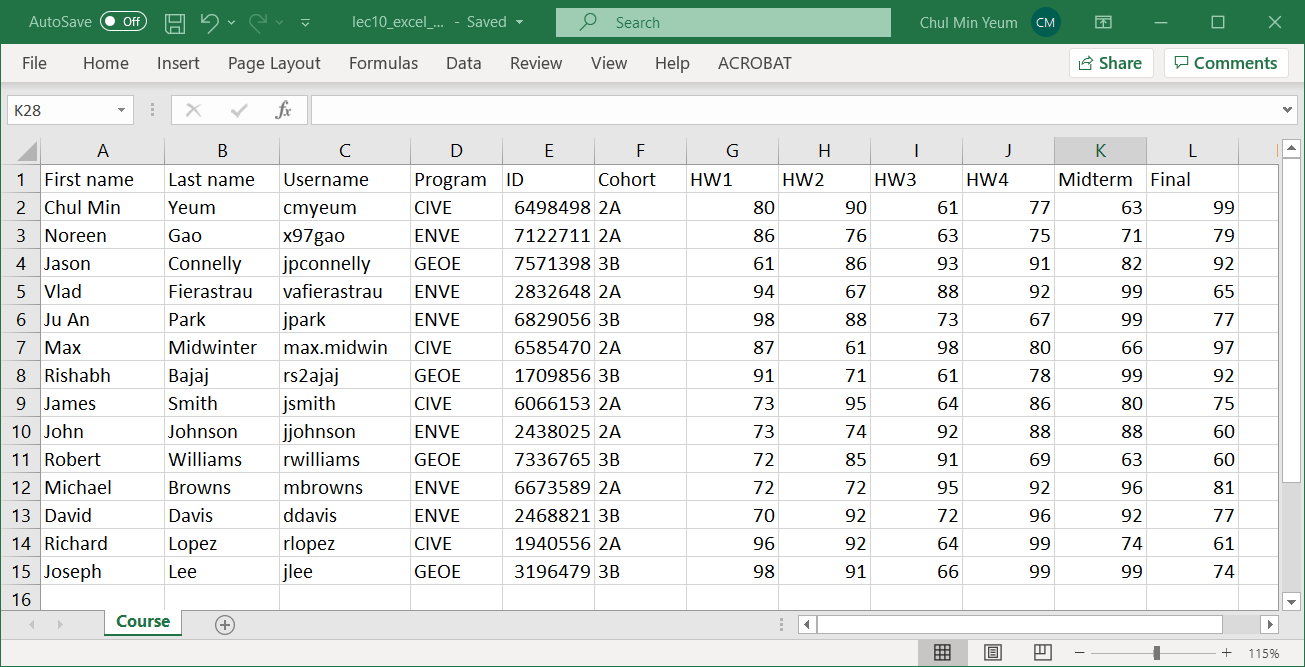 AutoSave Off lec10_excel_... - Saved Search Chul Min Yeum CM
File Home Insert Page Layout Formulas Data Review View Help ACROBAT Share Comments
K28 fx
A B C D E F G H I J K L
1 First name Last name Username Program ID Cohort HW1 HW2 HW3 HW4 Midterm Final
2 Chul Min Yeum cmyeum CIVE 6498498 2A 80 90 61 77 63 99
3 Noreen Gao x97gao ENVE 7122711 2A 86 76 63 75 71 79
4 Jason Connelly jpconnelly GEOE 7571398 3B 61 86 93 91 82 92
5 Vlad Fierastrau vafierastrau ENVE 2832648 2A 94 67 88 92 99 65
6 Ju An Park jpark ENVE 6829056 3B 98 88 73 67 99 77
7 Max Midwinter max.midwin CIVE 6585470 2A 87 61 98 80 66 97
8 Rishabh Bajaj rs2ajaj GEOE 1709856 3B 91 71 61 78 99 92
9 James Smith jsmith CIVE 6066153 2A 73 95 64 86 80 75
10 John Johnson jjohnson ENVE 2438025 2A 73 74 92 88 88 60
11 Robert Williams rwilliams GEOE 7336765 3B 72 85 91 69 63 60
12 Michael Browns mbrowns ENVE 6673589 2A 72 72 95 92 96 81
13 David Davis ddavis ENVE 2468821 3B 70 92 72 96 92 77
14 Richard Lopez rlopez CIVE 1940556 2A 96 92 64 99 74 61
15 Joseph Lee jlee GEOE 3196479 3B 98 91 66 99 99 74
16
Course
115%